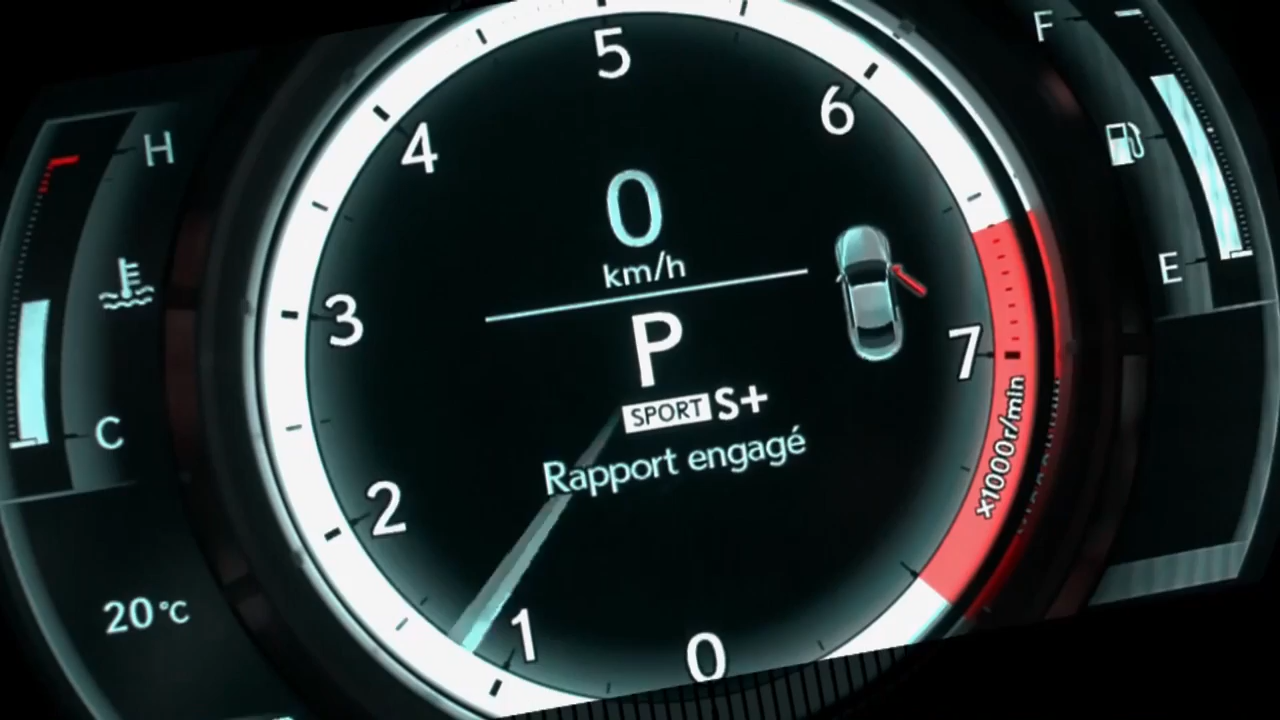 5
F
6
4
H
0
km/h
E
3
P
7
SPORT S+
C
Rapport engagé
x1000r/min
2
20°C
1
0